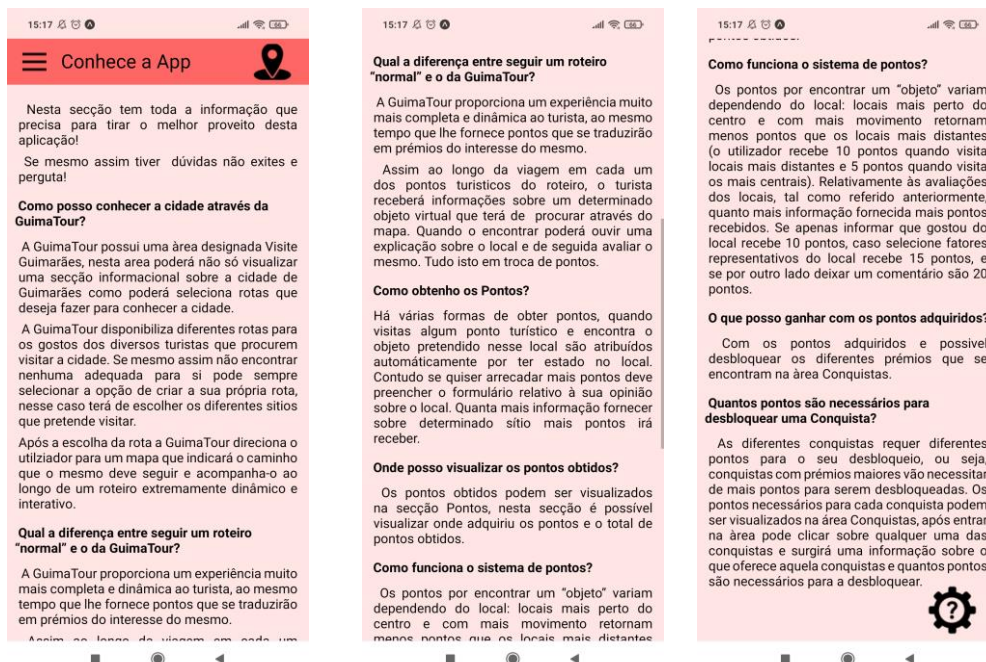 15:17
66
Conhece a App
Nesta secção tem toda a informação que
precisa para tirar o melhor proveito desta
aplicação!
Se mesmo assim tiver dúvidas não exites e
perguta!
Como posso conhecer a cidade através da
GuimaTour?
A GuimaTour possui uma àrea designada Visite
Guimarães, nesta area poderá não só visualizar
uma secção informacional sobre a cidade de
Guimarães como poderá seleciona rotas que
deseja fazer para conhecer a cidade.
A GuimaTour disponibiliza diferentes rotas para
os gostos dos diversos turistas que procurem
visitar a cidade. Se mesmo assim não encontrar
nenhuma adequada para si pode sempre
selecionar a opção de criar a sua própria rota,
nesse caso terá de escolher os diferentes sitios
que pretende visitar.
Após a escolha da rota a GuimaTour direciona o
utilziador para um mapa que indicará o caminho
que o mesmo deve seguir e acompanha-o ao
longo de um roteiro extremamente dinâmico e
interativo.
Qual a diferença entre seguir um roteiro
"normal" e o da GuimaTour?
A GuimaTour proporciona um experiência muito
mais completa e dinâmica ao turista, ao mesmo
tempo que lhe fornece pontos que se traduzirão
em prémios do interesse do mesmo.
Assim ao longo da viagem em cada um
15:17
66
Qual a diferença entre seguir um roteiro
"normal" e o da GuimaTour?
A GuimaTour proporciona um experiência muito
mais completa e dinâmica ao turista, ao mesmo
tempo que lhe fornece pontos que se traduzirão
em prémios do interesse do mesmo.
Assim ao longo da viagem em cada um
dos pontos turisticos do roteiro, o turista
receberá informações sobre um determinado
objeto virtual que terá de procurar através do
mapa. Quando o encontrar poderá ouvir uma
explicação sobre o local e de seguida avaliar o
mesmo. Tudo isto em troca de pontos.
Como obtenho os Pontos?
Há várias formas de obter pontos, quando
visitas algum ponto turístico e encontra o
objeto pretendido nesse local são atribuídos
automáticamente por ter estado no local.
Contudo se quiser arrecadar mais pontos deve
preencher o formulário relativo à sua opinião
sobre o local. Quanta mais informação fornecer
sobre determinado sítio mais pontos irá
receber.
Onde posso visualizar os pontos obtidos?
Os pontos obtidos podem ser visualizados
na secção Pontos, nesta secção é possível
visualizar onde adquiriu os pontos e o total de
pontos obtidos.
Como funciona o sistema de pontos?
Os pontos por encontrar um "objeto" variam
dependendo do local: locais mais perto do
centro e com mais movimento retornam
menos pontos que os locais mais distantes
15:17
66
pontos obtidos.
Como funciona o sistema de pontos?
Os pontos por encontrar um "objeto" variam
dependendo do local: locais mais perto do
centro e com mais movimento retornam
menos pontos que os locais mais distantes
(o utilizador recebe 10 pontos quando visita
locais mais distantes e 5 pontos quando visita
os mais centrais). Relativamente às avaliações
dos locais, tal como referido anteriormente,
quanto mais informação fornecida mais pontos
recebidos. Se apenas informar que gostou do
local recebe 10 pontos, caso selecione fatores
representativos do local recebe 15 pontos, e
se por outro lado deixar um comentário são 20
pontos.
O que posso ganhar com os pontos adquiridos?
Com os pontos adquiridos e possivel
desbloquear os diferentes prémios que se
encontram na àrea Conquistas.
Quantos pontos são necessários para
desbloquear uma Conquista?
As diferentes conquistas requer diferentes
pontos para o seu desbloqueio, ou seja,
conquistas com prémios maiores vão necessitar
de mais pontos para serem desbloqueadas. Os
pontos necessários para cada conquista podem
ser visualizados na área Conquistas, após entrar
na àrea pode clicar sobre qualquer uma das
conquistas e surgirá uma informação sobre o
que oferece aquela conquistas e quantos pontos
são necessários para a desbloquear.
?